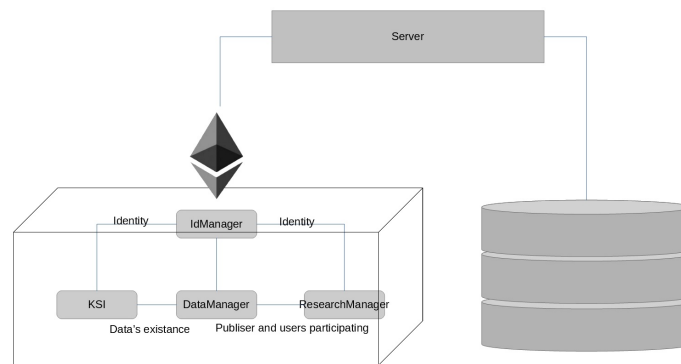 Server
Identity
IdManager
Identity
KSI
DataManager
ResearchManager
Data's existance
Publiser and users participating